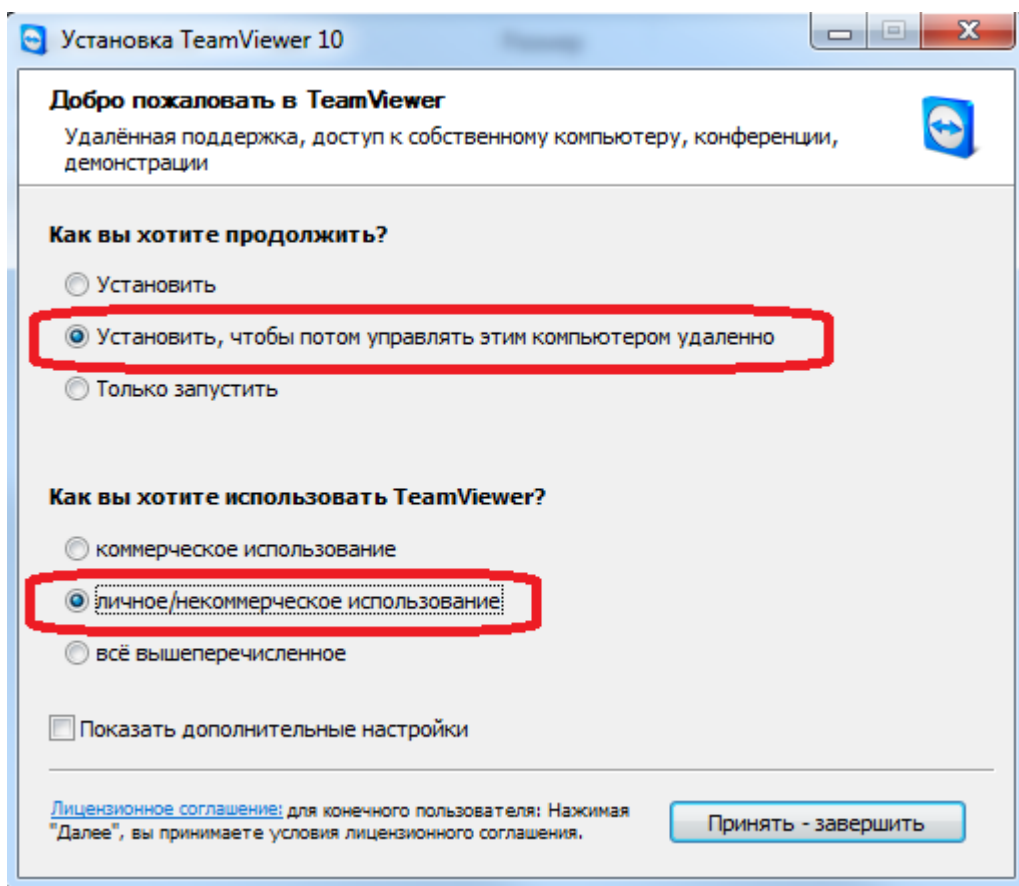 Установка TeamViewer 10
Добро пожаловать в TeamViewer
Удалённая поддержка, доступ к собственному компьютеру, конференции,
демонстрации
Как вы хотите продолжить?
Установить
Установить, чтобы потом управлять этим компьютером удаленно
Только запустить
Как вы хотите использовать TeamViewer?
коммерческое использование
личное/некоммерческое использование
всё вышеперечисленное
Показать дополнительные настройки
Лицензионное соглашение: для конечного пользователя: Нажимая
"Далее", вы принимаете условия лицензионного соглашения.
Принять - завершить